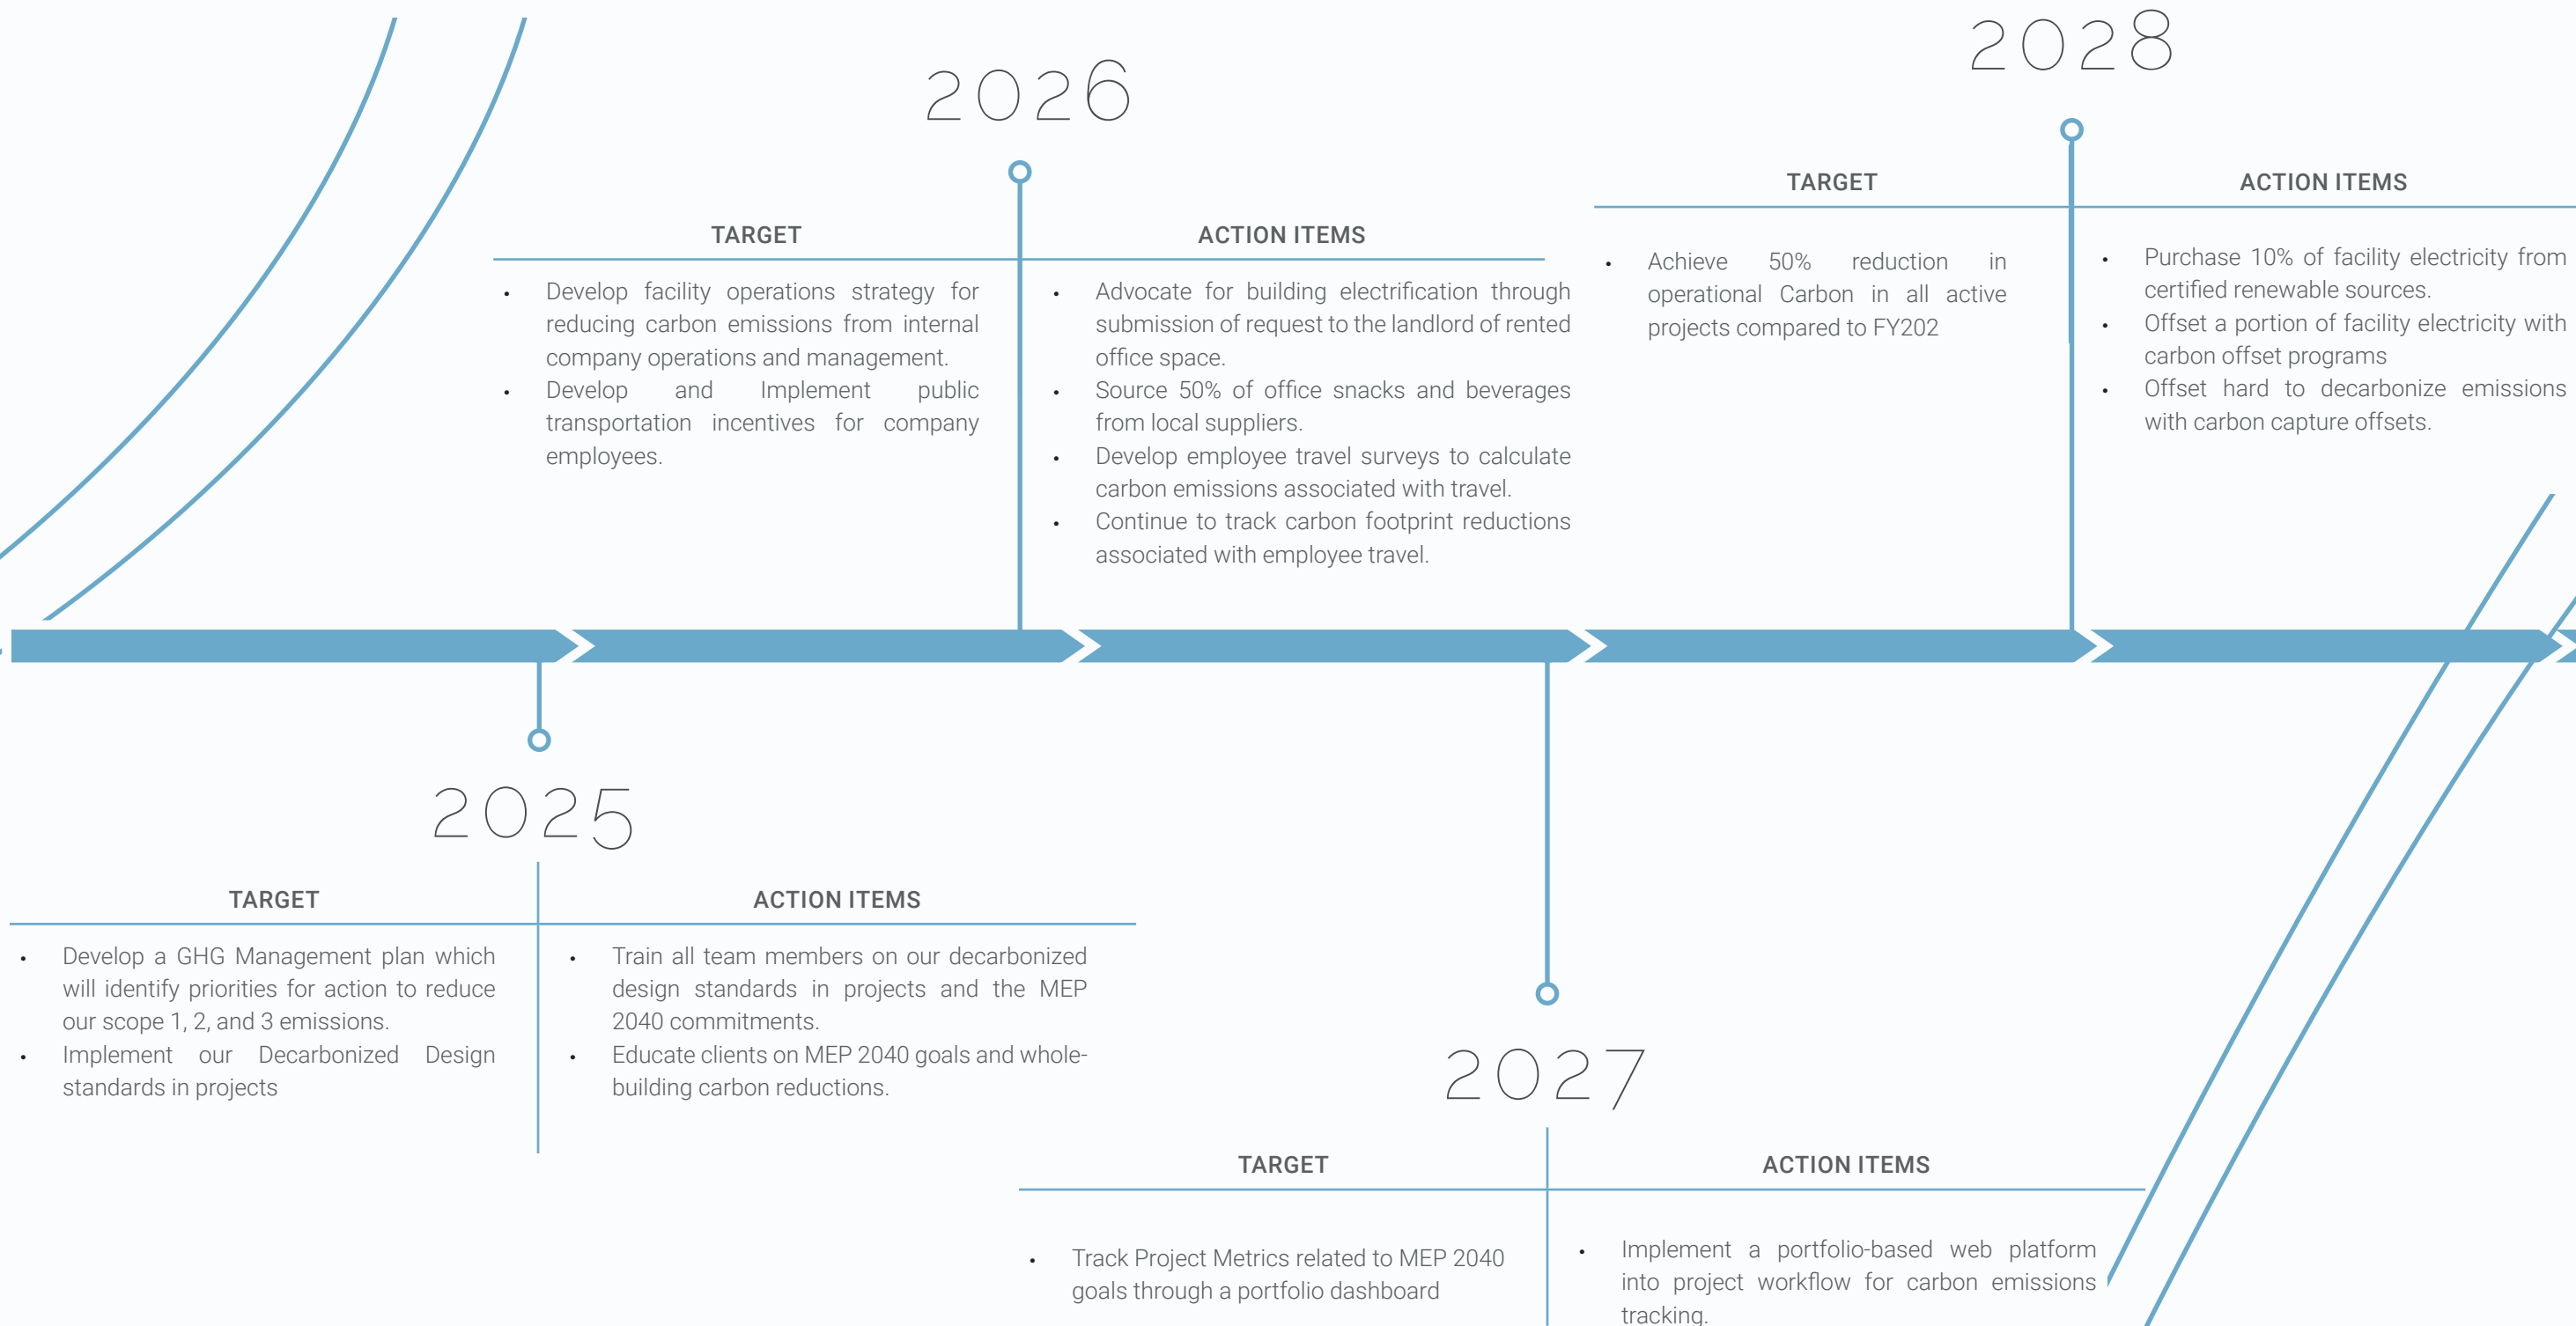 2026
TARGET
ACTION ITEMS
• Develop facility operations strategy for
reducing carbon emissions from internal
company operations and management.
• Develop and Implement public
transportation incentives for company
employees.
• Advocate for building electrification through
submission of request to the landlord of rented
office space.
• Source 50% of office snacks and beverages
from local suppliers.
• Develop employee travel surveys to calculate
carbon emissions associated with travel.
• Continue to track carbon footprint reductions
associated with employee travel.
2028
TARGET
ACTION ITEMS
• Achieve 50% reduction in
operational Carbon in all active
projects compared to FY202
• Purchase 10% of facility electricity from
certified renewable sources.
• Offset a portion of facility electricity with
carbon offset programs
• Offset hard to decarbonize emissions
with carbon capture offsets.
2025
TARGET
ACTION ITEMS
• Develop a GHG Management plan which
will identify priorities for action to reduce
our scope 1, 2, and 3 emissions.
• Implement our Decarbonized Design
standards in projects
• Train all team members on our decarbonized
design standards in projects and the MEP
2040 commitments.
• Educate clients on MEP 2040 goals and whole-
building carbon reductions.
2027
TARGET
ACTION ITEMS
• Track Project Metrics related to MEP 2040
goals through a portfolio dashboard
• Implement a portfolio-based web platform
into project workflow for carbon emissions
tracking.